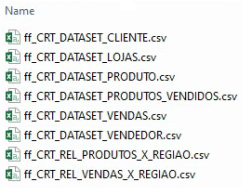 Name
ff_CRT_DATASET_CLIENTE.csv
ff_CRT_DATASET_LOJAS.csv
ff_CRT_DATASET_PRODUTO.csv
ff_CRT_DATASET_PRODUTOS_VENDIDOS.csv
ff_CRT_DATASET_VENDAS.csv
ff_CRT_DATASET_VENDEDOR.csv
ff_CRT_REL_PRODUTOS_X_REGIAO.csv
ff_CRT_REL_VENDAS_X_REGIAO.csv